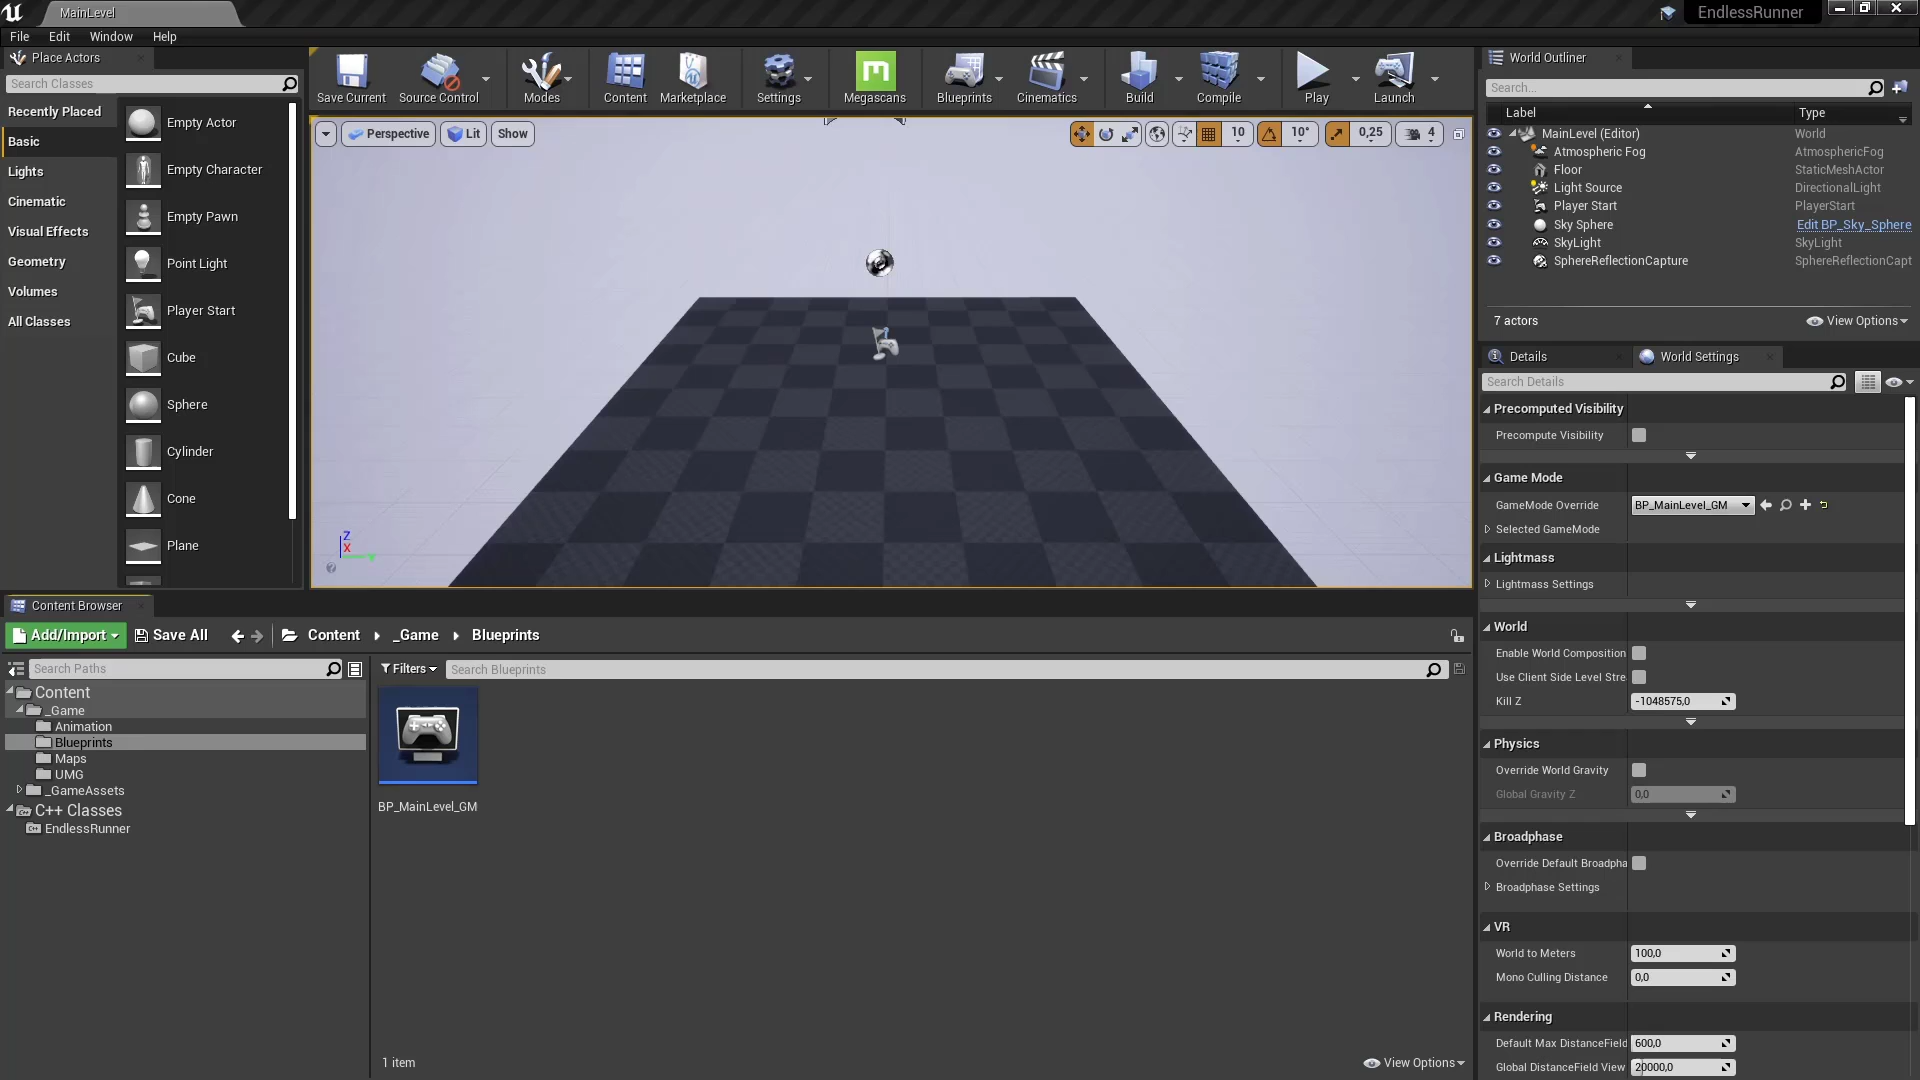 MainLevel
EndlessRunner
File Edit Window Help
Place Actors
Search Classes
Recently Placed
Basic
Lights
Cinematic
Visual Effects
Geometry
Volumes
All Classes
Empty Actor
Empty Character
Empty Pawn
Point Light
Player Start
Cube
Sphere
Cylinder
Cone
Plane
Save Current
Source Control
Modes
Content
Marketplace
Settings
Megascans
Blueprints
Cinematics
Build
Compile
Play
Launch
Perspective
Lit
Show
10
10°
0,25
4
Z
X
World Outliner
Search...
Label Type
MainLevel (Editor) World
Atmospheric Fog AtmosphericFog
Floor StaticMeshActor
Light Source DirectionalLight
Player Start PlayerStart
Sky Sphere Edit BP_Sky_Sphere
SkyLight SkyLight
SphereReflectionCapture SphereReflectionCapt
7 actors
View Options
Details
World Settings
Search Details
Precomputed Visibility
Precompute Visibility
Game Mode
GameMode Override BP_MainLevel_GM
Selected GameMode
Lightmass
Lightmass Settings
World
Enable World Composition
Use Client Side Level Stre
Kill Z -1048575,0
Physics
Override World Gravity
Global Gravity Z 0,0
Broadphase
Override Default Broadpha
Broadphase Settings
VR
World to Meters 100,0
Mono Culling Distance 0,0
Rendering
Default Max DistanceField 600,0
Global DistanceField View 20000,0
Content Browser
Add/Import
Save All
Content
_Game
Blueprints
Search Paths
Filters
Search Blueprints
Content
_Game
Animation
Blueprints
Maps
UMG
_GameAssets
C++ Classes
EndlessRunner
BP_MainLevel_GM
1 item
View Options